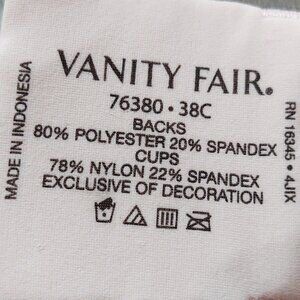 VANITY FAIR®
76380 · 38C
BACKS
80% POLYESTER 20% SPANDEX
CUPS
78% NYLON 22% SPANDEX
EXCLUSIVE OF DECORATION
MADE IN INDONESIA
RN 16345 · 4JIX